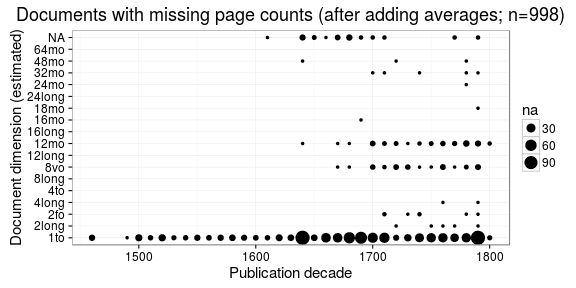 Documents with missing page counts (after adding averages; n=998)
Document dimension (estimated)
NA
64mo
48mo
32mo
24mo
24long
18mo
16mo
16long
12mo
12long
8vo
8long
4to
4long
2to
2long
1to
1500
1600
1700
1800
Publication decade
na
30
60
90